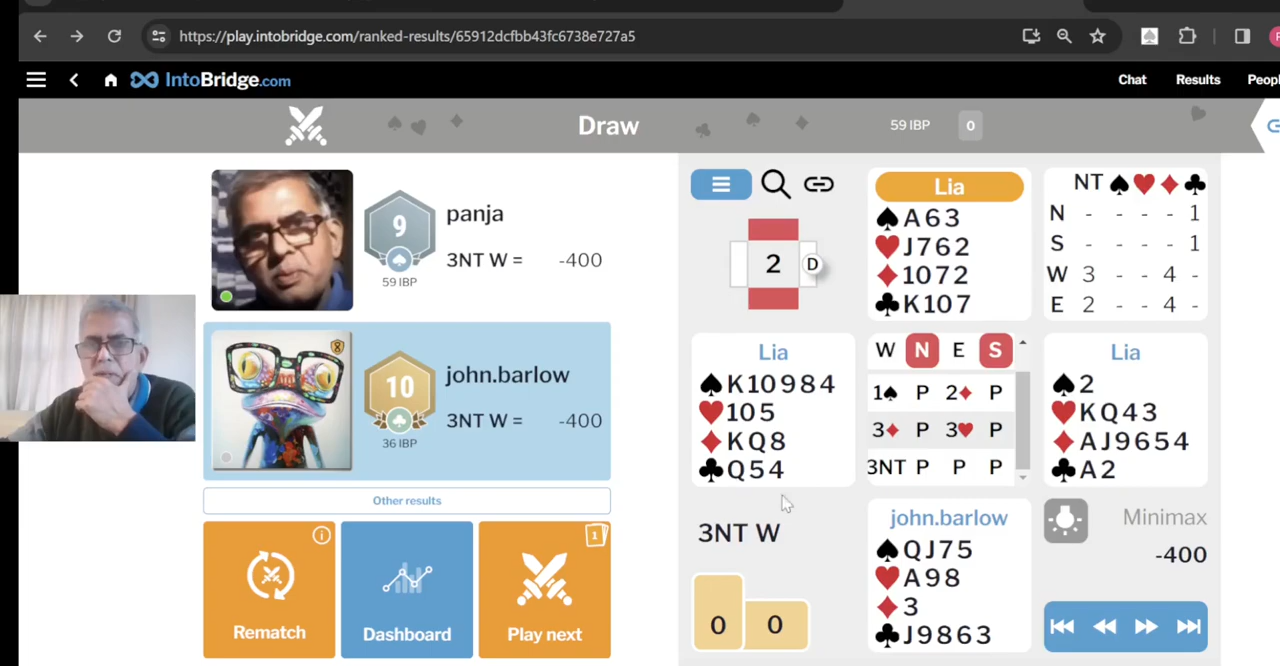 https://play.intobridge.com/ranked-results/65912dcfbb43fc6738e727a5
IntoBridge.com
Chat
Results
Draw
59 IBP
0
9
panja
3NT W =
-400
59 IBP
10
john.barlow
3NT W =
-400
36 IBP
Other results
Rematch
Dashboard
1
Play next
2
D
Lia
♠A63
♥J762
♦1072
♣K107
NT ♠ ♥ ♦ ♣
N - - - - 1
S - - - - 1
W 3 - - 4 -
E 2 - - 4 -
Lia
♠K10984
♥105
♦KQ8
♣Q54
W N E S
1♠ P 2♦ P
3♦ P 3♥ P
3NT P P P
Lia
♠2
♥KQ43
♦AJ9654
♣A2
3NT W
0
0
john.barlow
♠QJ75
♥A98
♦3
♣J9863
Minimax
-400